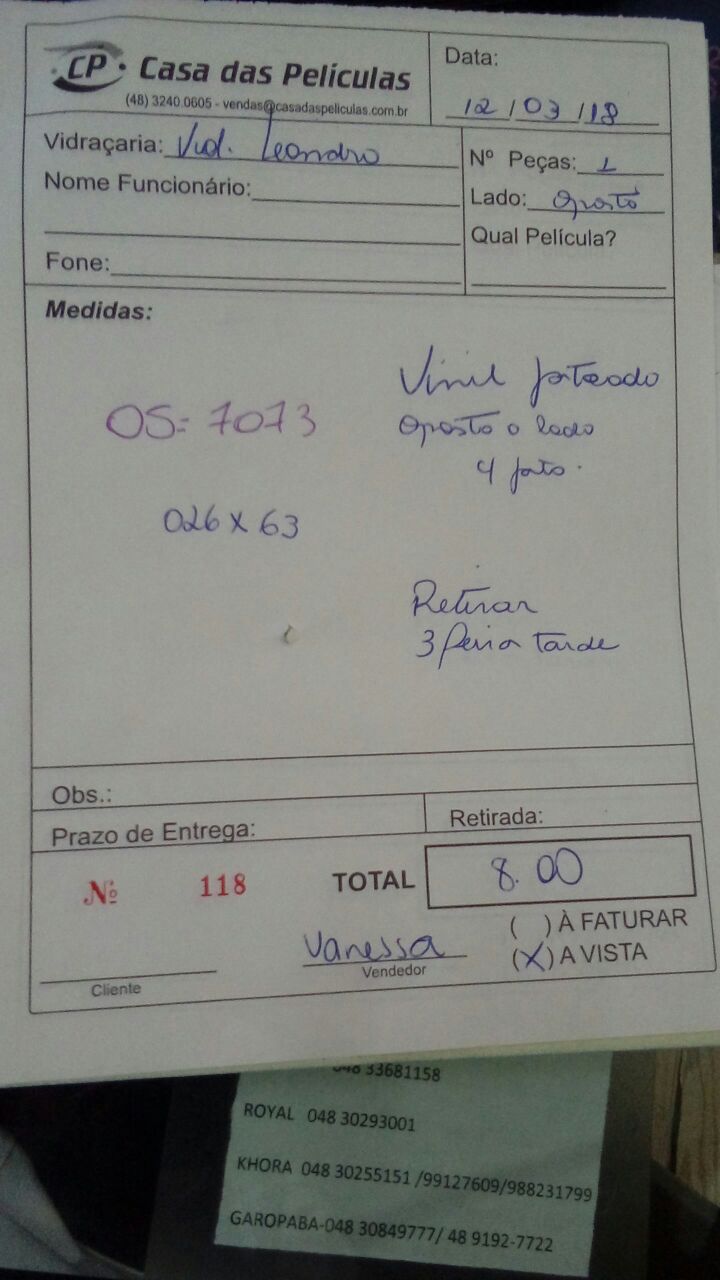 CP Casa das Películas
(48) 3240.0605 - vendas@casadaspeliculas.com.br
Data:
12 / 03 / 18
Vidraçaria: Vid. Leandro
Nome Funcionário:
Fone:
Nº Peças: 1
Lado: oposto
Qual Película?
Medidas:
Vinil jateado
OS= 7073
oposto o lado
4 jato.
026 x 63
Retirar
3 feira tarde
Obs.:
Prazo de Entrega:
Retirada:
Nº 118
TOTAL 8.00
( ) À FATURAR
Vanessa
(X) A VISTA
Vendedor
Cliente
048 33681158
ROYAL 048 30293001
KHORA 048 30255151 /99127609/988231799
GAROPABA-048 30849777/ 48 9192-7722